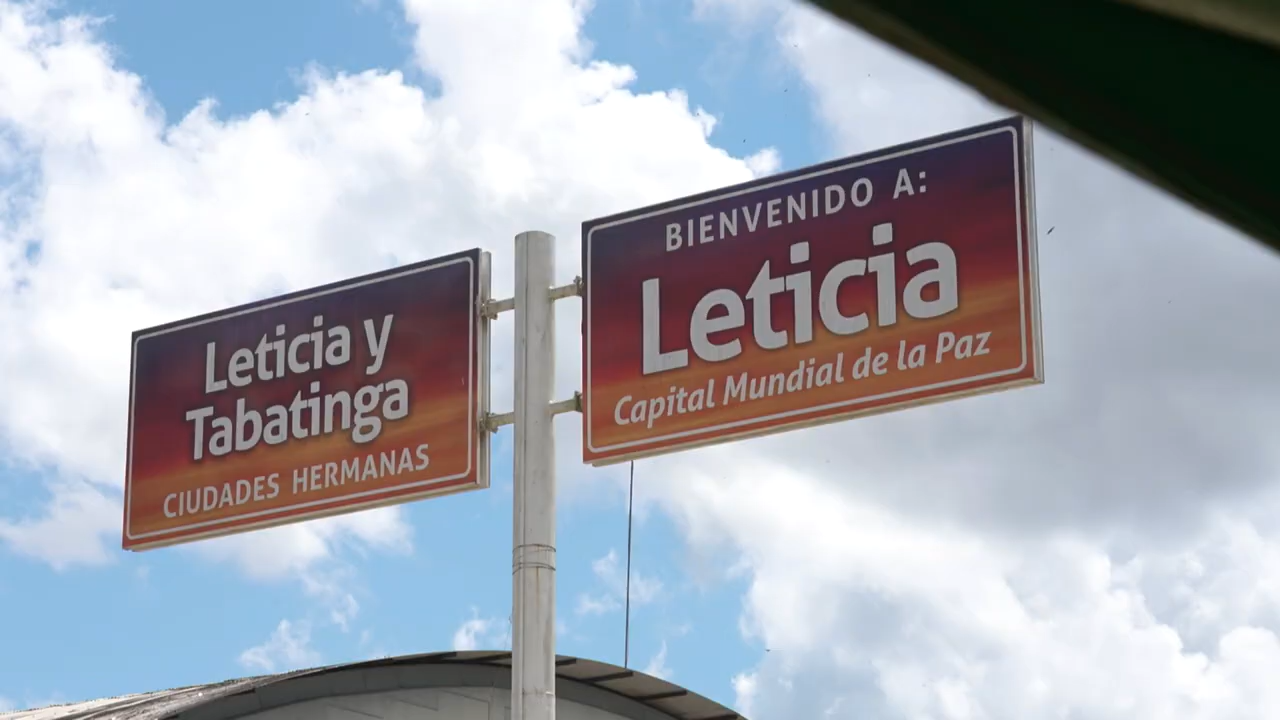 Leticia y
Tabatinga
CIUDADES HERMANAS
BIENVENIDO A:
Leticia
Capital Mundial de la Paz